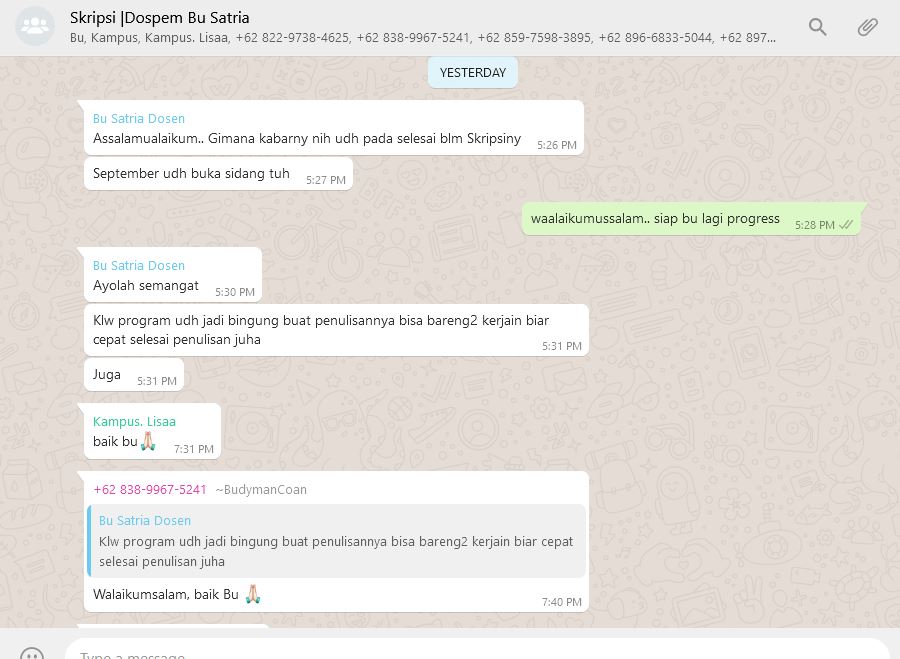 Skripsi |Dospem Bu Satria
Bu, Kampus, Kampus. Lisaa, +62 822-9738-4625, +62 838-9967-5241, +62 859-7598-3895, +62 896-6833-5044, +62 897...
YESTERDAY
Bu Satria Dosen
Assalamualaikum.. Gimana kabarny nih udh pada selesai blm Skripsiny 5:26 PM
September udh buka sidang tuh 5:27 PM
waalaikumussalam.. siap bu lagi progress 5:28 PM
Bu Satria Dosen
Ayolah semangat 5:30 PM
Klw program udh jadi bingung buat penulisannya bisa bareng2 kerjain biar
cepat selesai penulisan juha 5:31 PM
Juga 5:31 PM
Kampus. Lisaa
baik bu🙏🏻 7:31 PM
+62 838-9967-5241 ~BudymanCoan
Bu Satria Dosen
Klw program udh jadi bingung buat penulisannya bisa bareng2 kerjain biar cepat
selesai penulisan juha
Walaikumsalam, baik Bu 🙏🏻 7:40 PM
Type a message